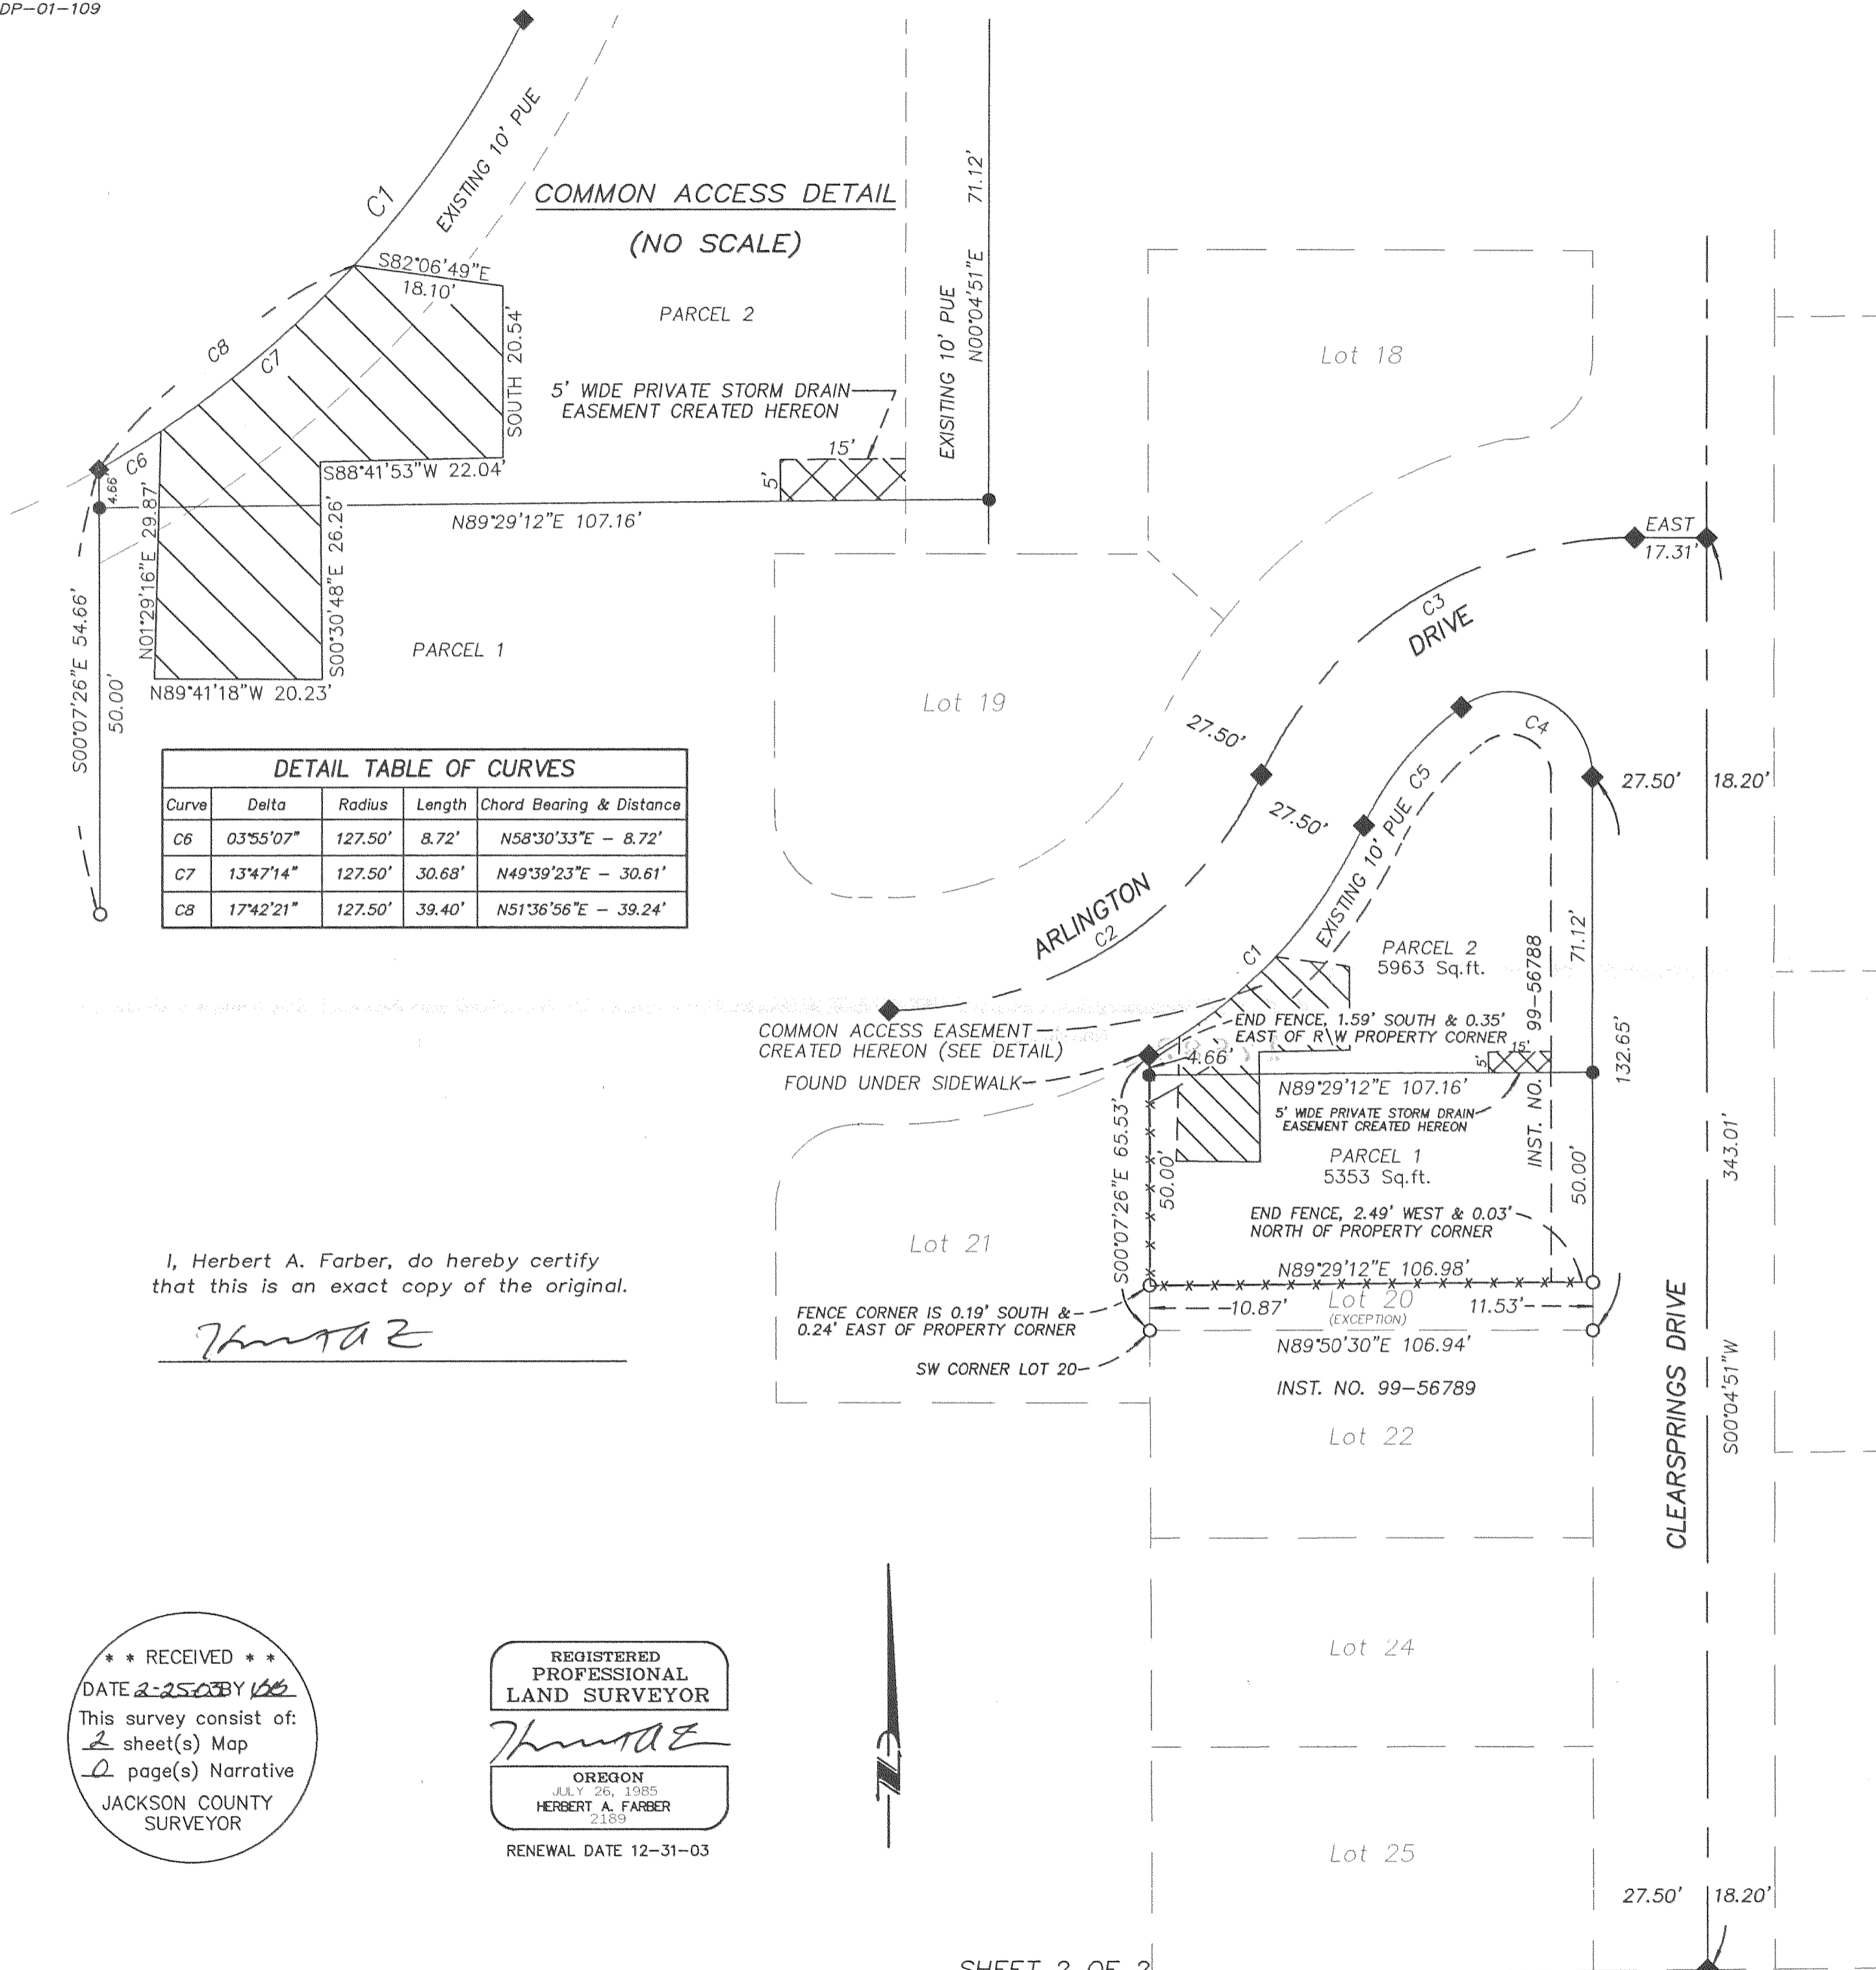 DP-01-109
C1
EXISTING 10' PUE
COMMON ACCESS DETAIL
(NO SCALE)
S82°06'49"E
18.10'
PARCEL 2
SOUTH 20.54'
C8
C7
5' WIDE PRIVATE STORM DRAIN
EASEMENT CREATED HEREON
EXISITING 10' PUE
N00°04'51"E 71.12'
15'
5'
C6
4.66'
S88°41'53"W 22.04'
N89°29'12"E 107.16'
N01°29'16"E 29.87'
S00°30'48"E 26.26'
S00°07'26"E 54.66'
50.00'
N89°41'18"W 20.23'
PARCEL 1
DETAIL TABLE OF CURVES
Curve Delta Radius Length Chord Bearing & Distance
C6 03°55'07" 127.50' 8.72' N58°30'33"E - 8.72'
C7 13°47'14" 127.50' 30.68' N49°39'23"E - 30.61'
C8 17°42'21" 127.50' 39.40' N51°36'56"E - 39.24'
Lot 18
EAST
17.31'
C3
DRIVE
Lot 19
27.50'
27.50'
C4
C5
27.50' 18.20'
EXISTING 10' PUE
ARLINGTON
C2
C1
PARCEL 2
5963 Sq.ft.
71.12'
INST. NO. 99-56788
COMMON ACCESS EASEMENT
CREATED HEREON (SEE DETAIL)
FOUND UNDER SIDEWALK
END FENCE, 1.59' SOUTH & 0.35'
EAST OF R\W PROPERTY CORNER
4.66'
15'
5'
N89°29'12"E 107.16'
132.65'
5' WIDE PRIVATE STORM DRAIN
EASEMENT CREATED HEREON
S00°07'26"E 65.53'
50.00'
PARCEL 1
5353 Sq.ft.
50.00'
343.01'
END FENCE, 2.49' WEST & 0.03'
NORTH OF PROPERTY CORNER
Lot 21
N89°29'12"E 106.98'
10.87'
Lot 20
11.53'
(EXCEPTION)
FENCE CORNER IS 0.19' SOUTH &
0.24' EAST OF PROPERTY CORNER
N89°50'30"E 106.94'
SW CORNER LOT 20
INST. NO. 99-56789
CLEARSPRINGS DRIVE
S00°04'51"W
Lot 22
I, Herbert A. Farber, do hereby certify
that this is an exact copy of the original.
Lot 24
Lot 25
27.50' 18.20'
* * RECEIVED * *
DATE 2-25-03 BY
This survey consist of:
2 sheet(s) Map
0 page(s) Narrative
JACKSON COUNTY
SURVEYOR
REGISTERED
PROFESSIONAL
LAND SURVEYOR
OREGON
JULY 26, 1985
HERBERT A. FARBER
2189
RENEWAL DATE 12-31-03
N
SHEET 2 OF 2